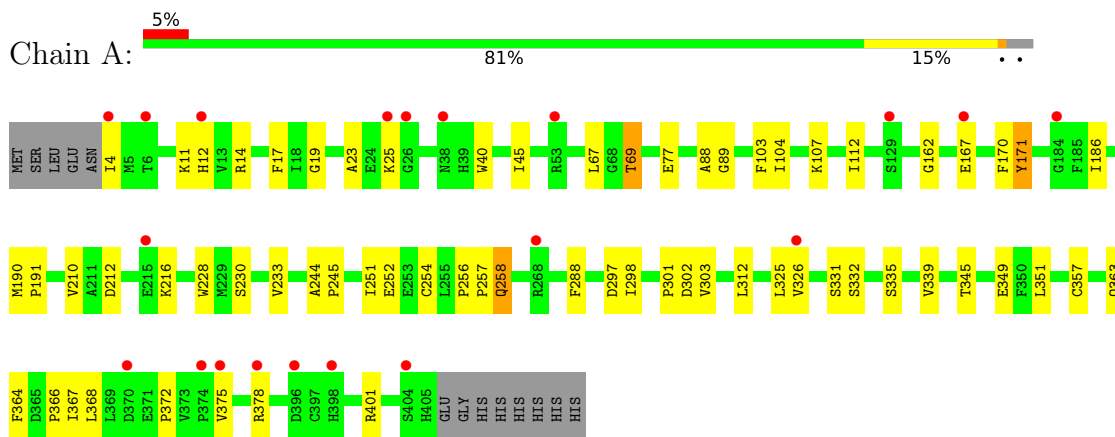 5%
Chain A:
81% 15% • •
MET SER LEU GLU ASN I4 M5 T6 K11 H12 V13 R14 F17 I18 G19 A23 E24 K25 G26 N38 H39 W40 I45 R53 L67 G68 T69 E77 A88 G89 F103 I104 K107 I112 S129 G162 E167 F170 Y171 G184 F185 I186
M190 P191 V210 A211 D212 E215 K216 W228 M229 S230 V233 A244 P245 I251 E252 E253 C254 L255 P256 P257 Q258 R268 F288 D297 I298 P301 D302 V303 L312 L325 V326 S331 S332 S335 V339 T345 E349 F350 L351 C357
F364 D365 P366 I367 L368 L369 D370 E371 P372 V373 P374 V375 R378 D396 C397 H398 R401 S404 H405 GLU GLY HIS HIS HIS HIS HIS HIS